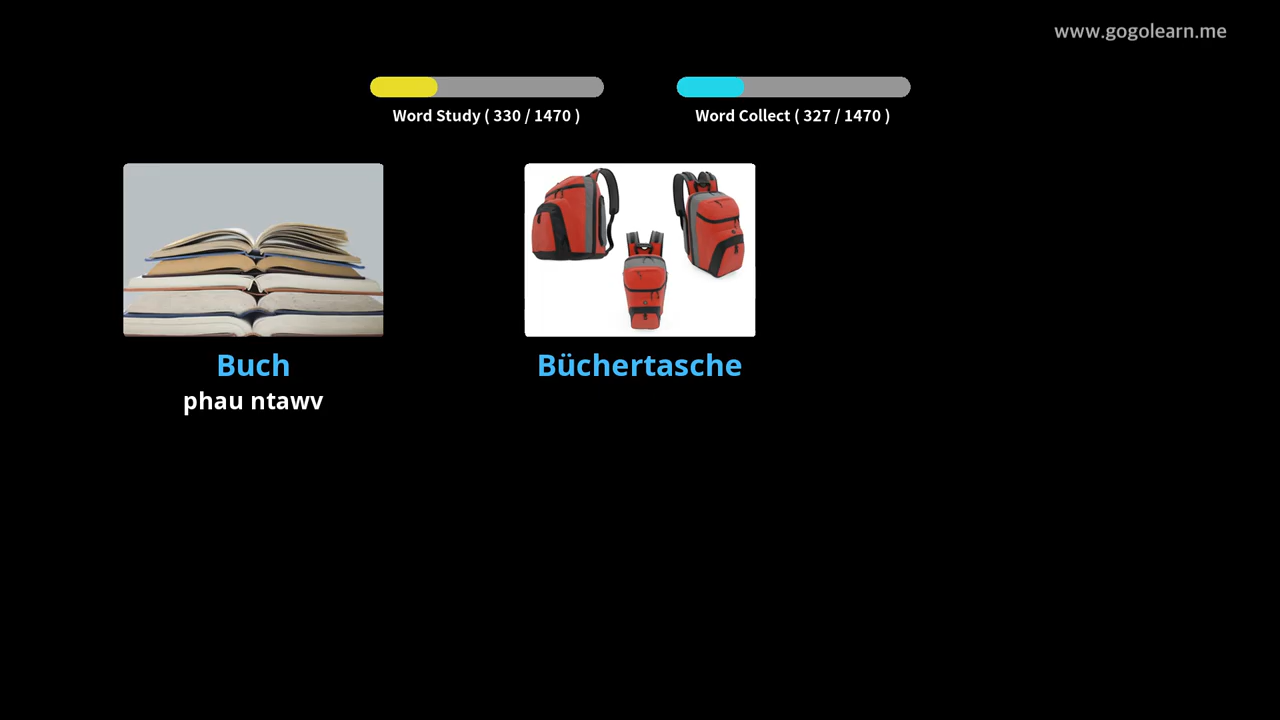 www.gogolearn.me
Word Study ( 330 / 1470 )
Word Collect ( 327 / 1470 )
Buch
phau ntawv
Büchertasche